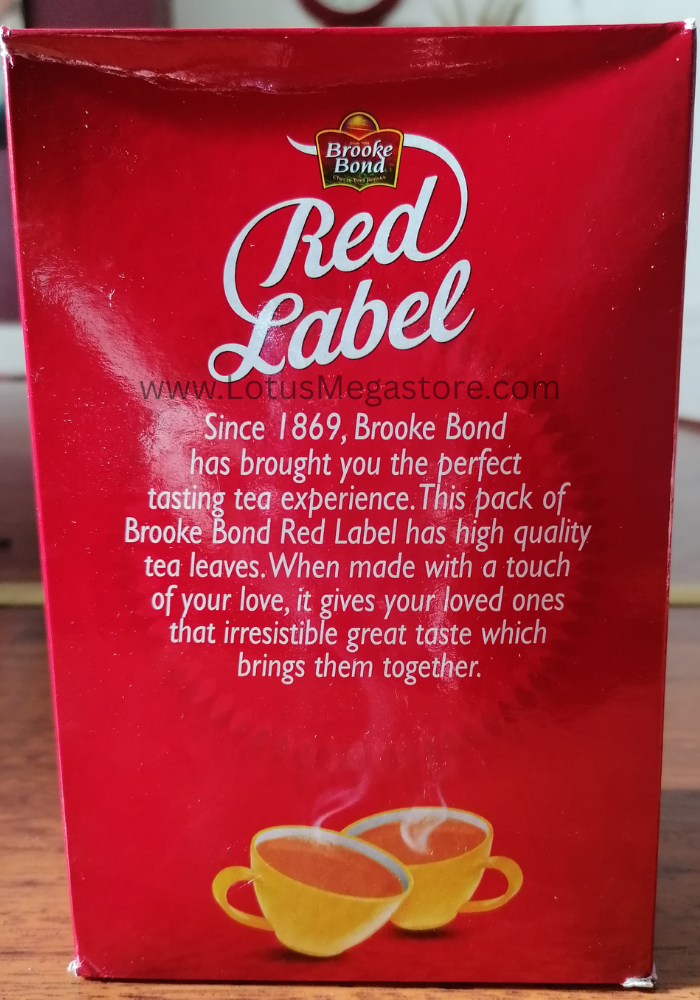 Brooke
Bond
Red
Label
www.LotusMegastore.com
Since 1869, Brooke Bond
has brought you the perfect
tasting tea experience. This pack of
Brooke Bond Red Label has high quality
tea leaves. When made with a touch
of your love, it gives your loved ones
that irresistible great taste which
brings them together.